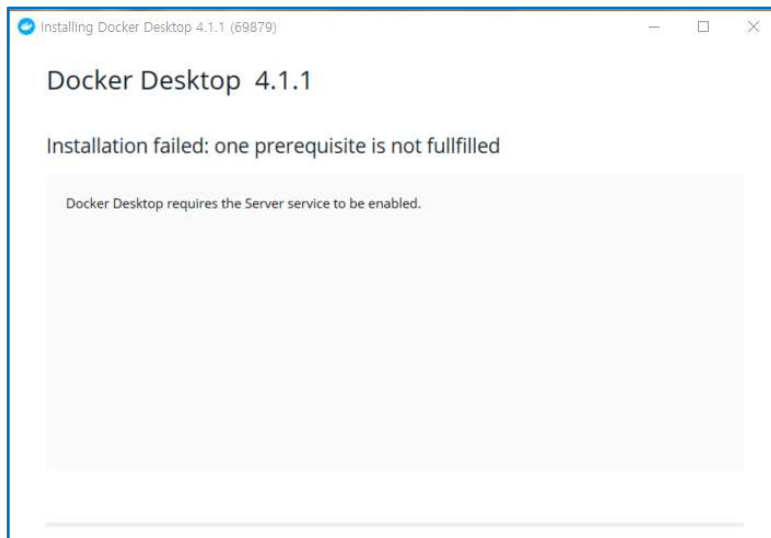 Installing Docker Desktop 4.1.1 (69879)
Docker Desktop 4.1.1
Installation failed: one prerequisite is not fullfilled
Docker Desktop requires the Server service to be enabled.